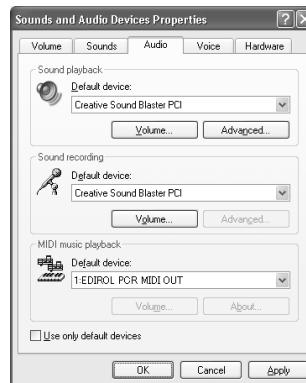 Sounds and Audio Devices Properties
Volume Sounds Audio Voice Hardware
Sound playback
Default device:
Creative Sound Blaster PCI
Volume... Advanced...
Sound recording
Default device:
Creative Sound Blaster PCI
Volume... Advanced...
MIDI music playback
Default device:
1:EDIROL PCR MIDI OUT
Volume... About...
Use only default devices
OK Cancel Apply